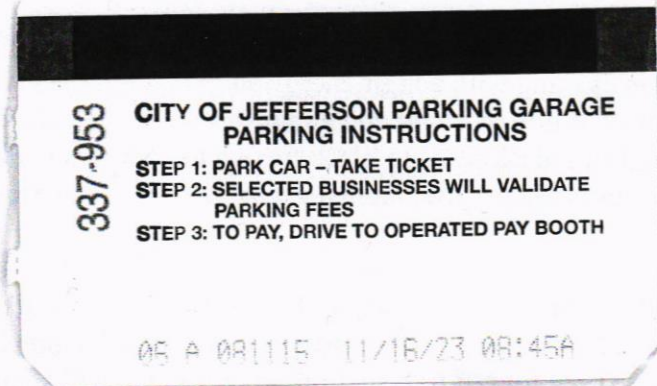 337-953
CITY OF JEFFERSON PARKING GARAGE
PARKING INSTRUCTIONS
STEP 1: PARK CAR – TAKE TICKET
STEP 2: SELECTED BUSINESSES WILL VALIDATE
PARKING FEES
STEP 3: TO PAY, DRIVE TO OPERATED PAY BOOTH
06 A 081115 11/16/23 08:45A